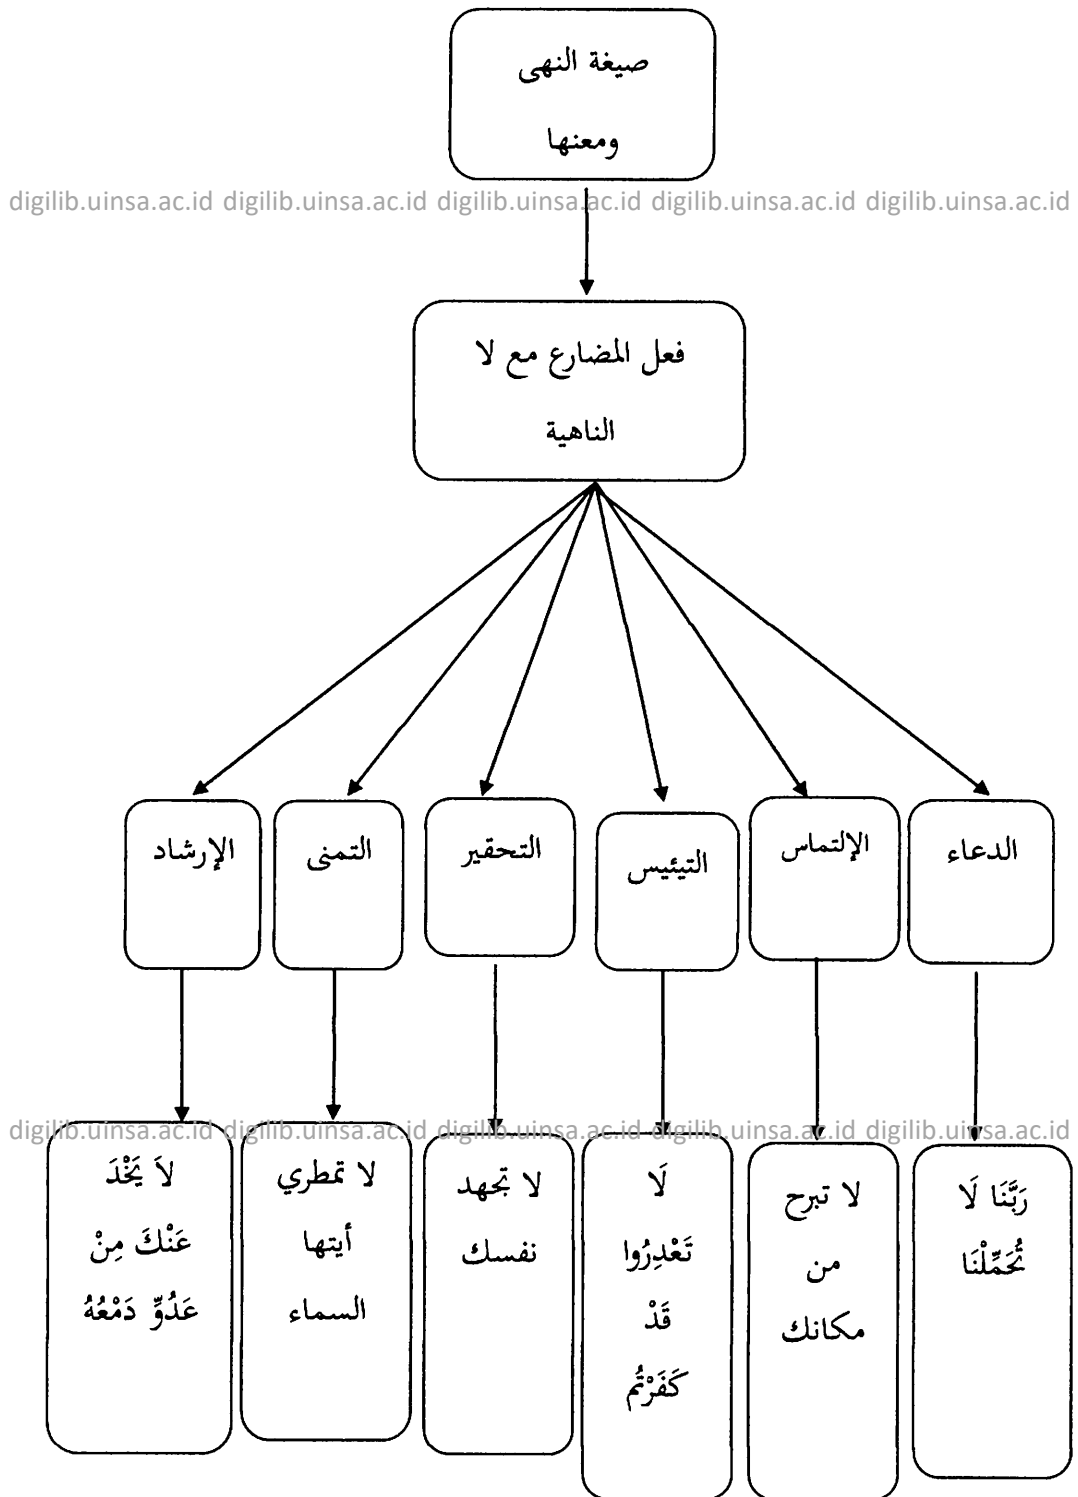 صيغة النهى
ومعنها
digilib.uinsa.ac.id digilib.uinsa.ac.id digilib.uinsa.ac.id digilib.uinsa.ac.id digilib.uinsa.ac.id
فعل المضارع مع لا
الناهية
الدعاء
الإلتماس
التيئيس
التحقير
التمنى
الإرشاد
digilib.uinsa.ac.id digilib.uinsa.ac.id digilib.uinsa.ac.id digilib.uinsa.ac.id digilib.uinsa.ac.id
رَبَّنَا لَا
تُحَمِّلْنَا
لا تبرح
من
مكانك
لَا
تَعْدِرُوا
قَدْ
كَفَرْتُم
لا تجهد
نفسك
لا تمطري
أيتها
السماء
لاَ يَخْدَ
عَنْكَ مِنْ
عَدُوٍّ دَمْعُهُ